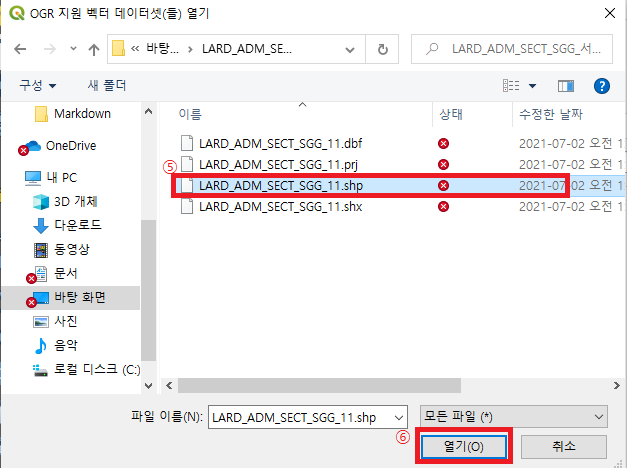 OGR 지원 벡터 데이터셋(들) 열기
바탕... LARD_ADM_SE...
LARD_ADM_SECT_SGG_서...
구성 새 폴더
이름 상태 수정한 날짜
Markdown
OneDrive
내 PC
3D 개체
다운로드
동영상
문서
바탕 화면
사진
음악
로컬 디스크 (C:)
LARD_ADM_SECT_SGG_11.dbf 2021-07-02 오전 1
⑤ LARD_ADM_SECT_SGG_11.prj 2021-07-02 오전 1
LARD_ADM_SECT_SGG_11.shp 2021-07-02 오전 1
LARD_ADM_SECT_SGG_11.shx 2021-07-02 오전 1
파일 이름(N): LARD_ADM_SECT_SGG_11.shp 모든 파일 (*)
⑥ 열기(O) 취소